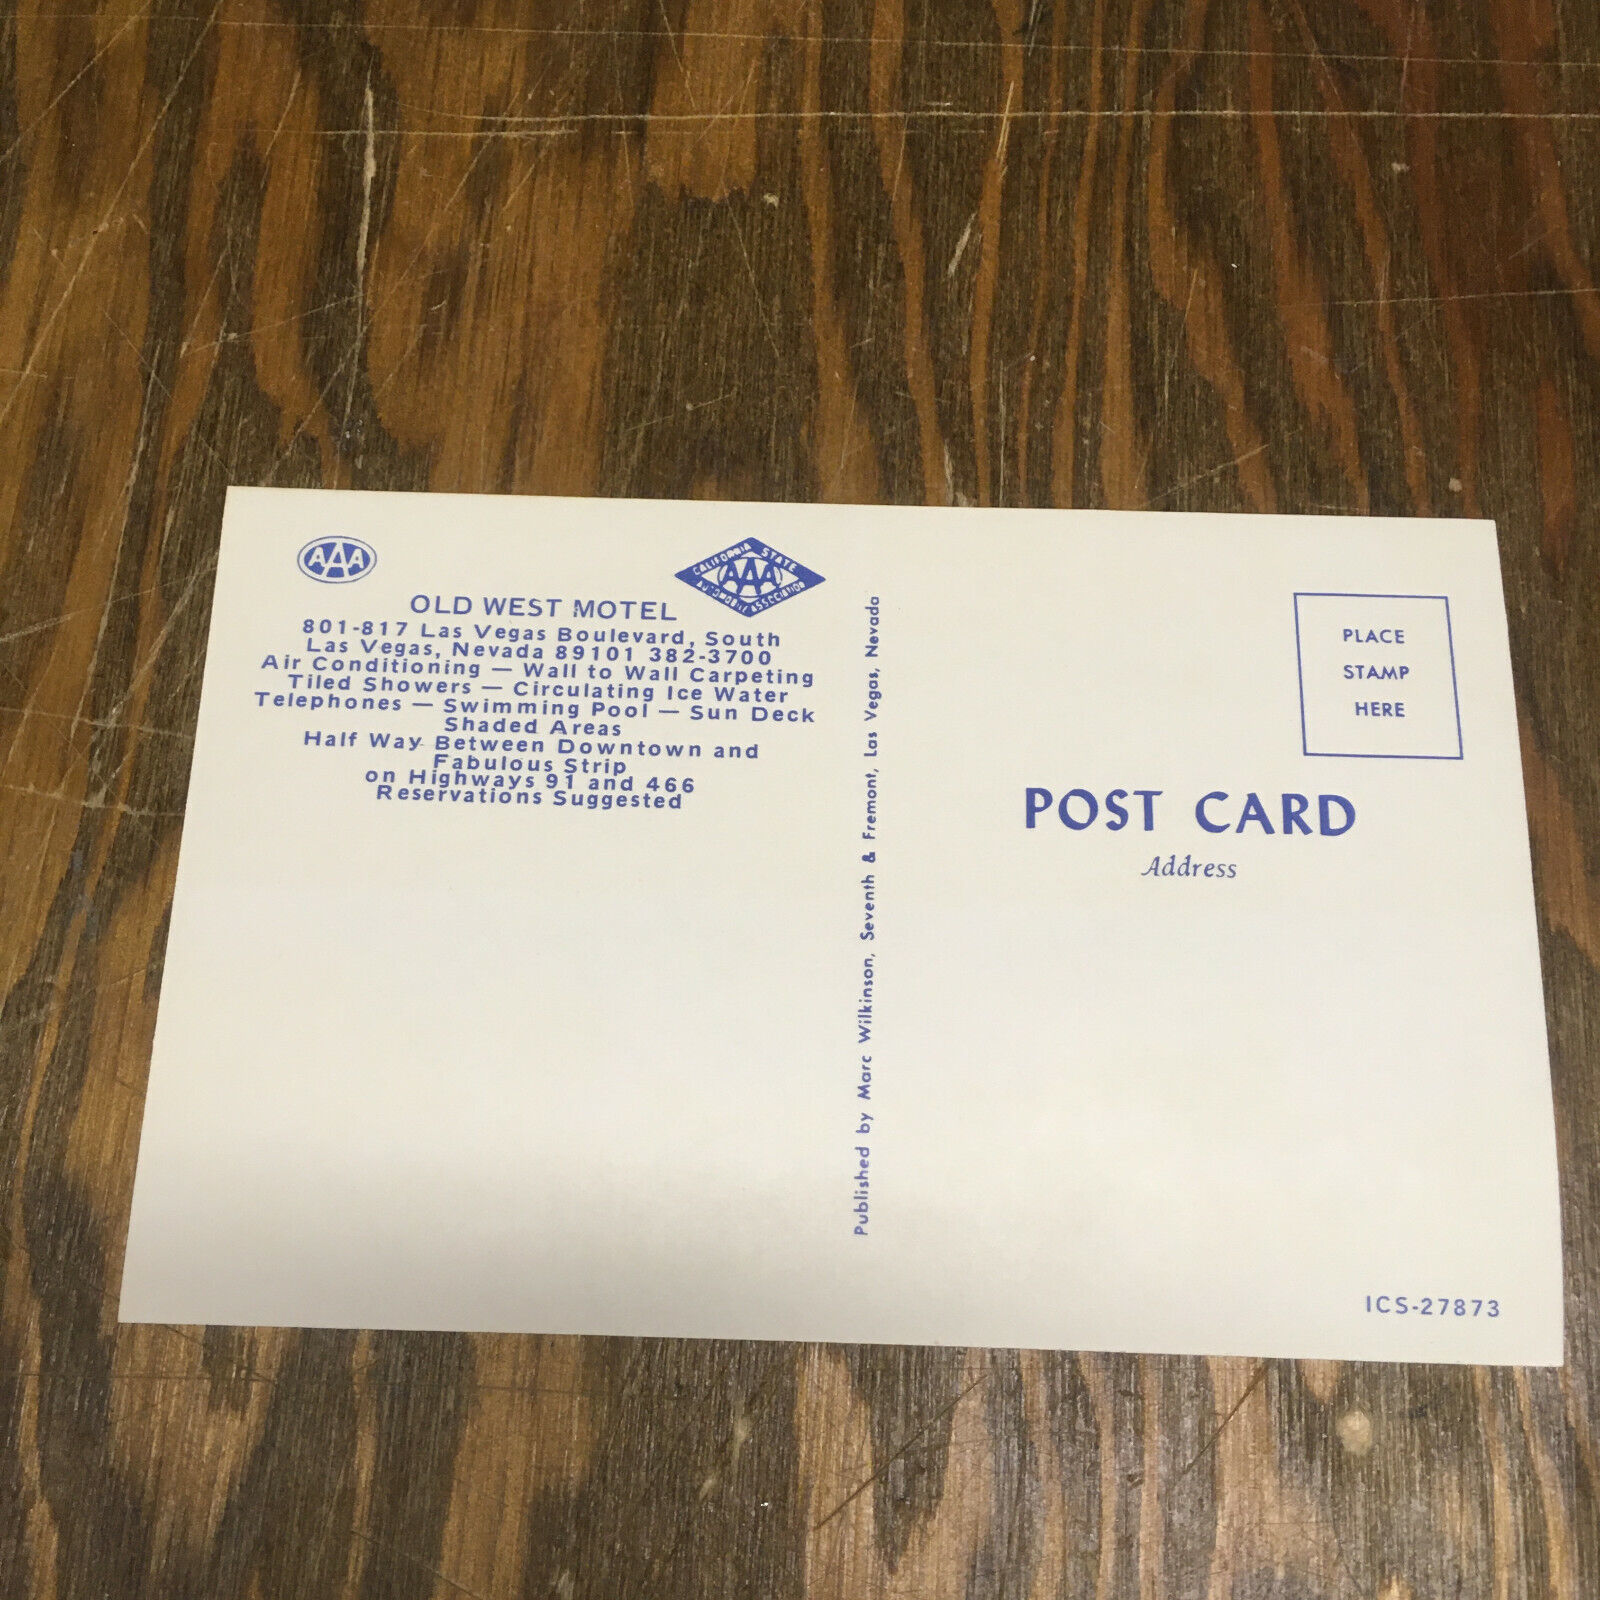 AAA
CALIFORNIA STATE
AAA
AUTOMOBILE ASSOCIATION
OLD WEST MOTEL
801-817 Las Vegas Boulevard, South
Las Vegas, Nevada 89101 382-3700
Air Conditioning — Wall to Wall Carpeting
Tiled Showers — Circulating Ice Water
Telephones — Swimming Pool — Sun Deck
Shaded Areas
Half Way Between Downtown and
Fabulous Strip
on Highways 91 and 466
Reservations Suggested
Published by Marc Wilkinson, Seventh & Fremont, Las Vegas, Nevada
PLACE
STAMP
HERE
POST CARD
Address
ICS-27873